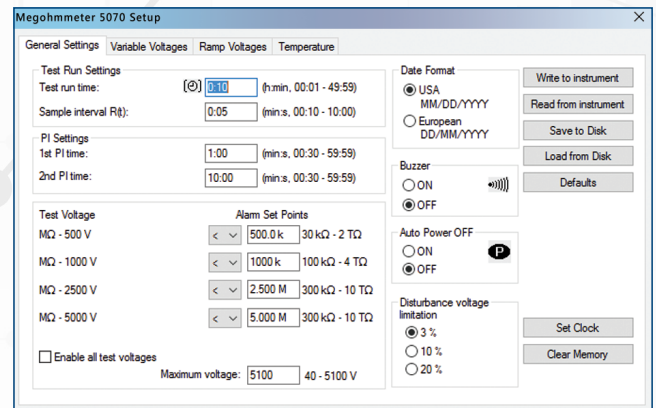 Megohmmeter 5070 Setup
General Settings Variable Voltages Ramp Voltages Temperature
Test Run Settings
Test run time: 0:10 (h:min, 00:01 - 49:59)
Sample interval R(t): 0:05 (min:s, 00:10 - 10:00)
PI Settings
1st PI time: 1:00 (min:s, 00:30 - 59:59)
2nd PI time: 10:00 (min:s, 00:30 - 59:59)
Test Voltage Alarm Set Points
MΩ - 500 V < 500.0 k 30 kΩ - 2 TΩ
MΩ - 1000 V < 1000 k 100 kΩ - 4 TΩ
MΩ - 2500 V < 2.500 M 300 kΩ - 10 TΩ
MΩ - 5000 V < 5.000 M 300 kΩ - 10 TΩ
Enable all test voltages
Maximum voltage: 5100 40 - 5100 V
Date Format
USA
MM/DD/YYYY
European
DD/MM/YYYY
Buzzer
ON
OFF
Auto Power OFF
ON P
OFF
Disturbance voltage
limitation
3 %
10 %
20 %
Write to instrument
Read from instrument
Save to Disk
Load from Disk
Defaults
Set Clock
Clear Memory